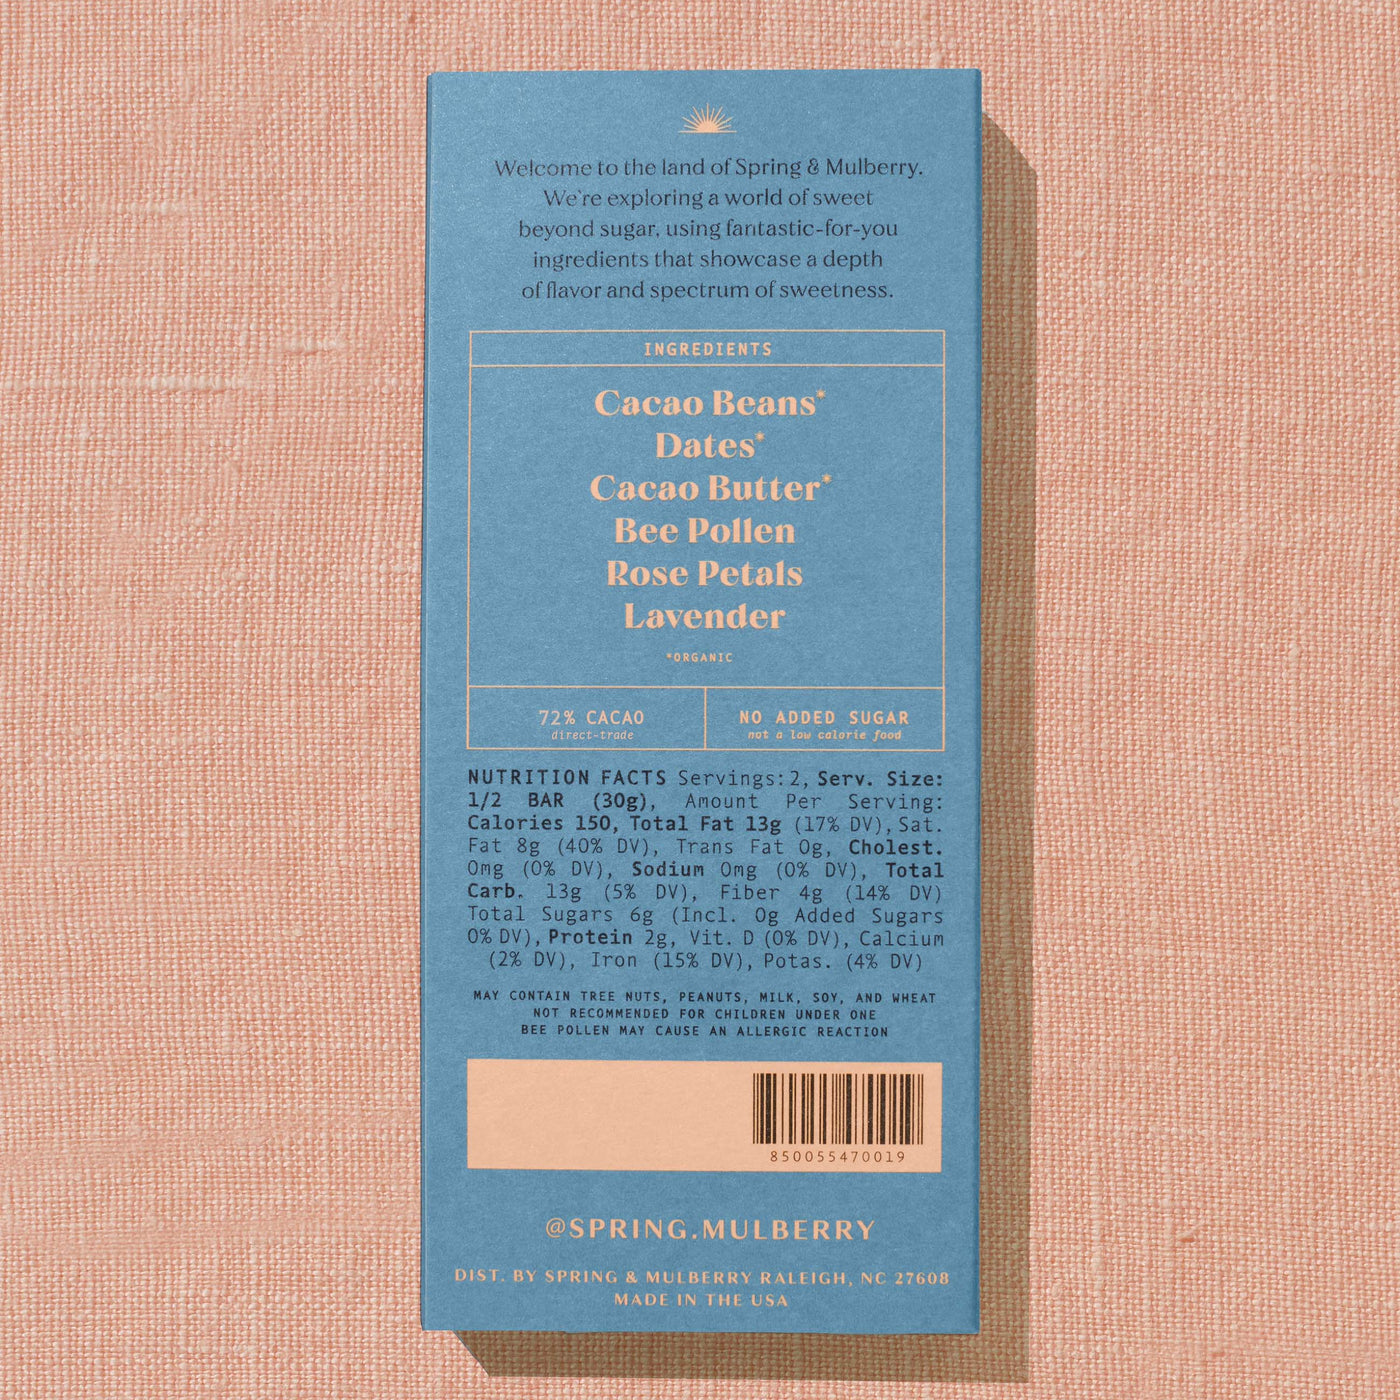 Welcome to the land of Spring & Mulberry.
We're exploring a world of sweet
beyond sugar, using fantastic-for-you
ingredients that showcase a depth
of flavor and spectrum of sweetness.
INGREDIENTS
Cacao Beans*
Dates*
Cacao Butter*
Bee Pollen
Rose Petals
Lavender
*ORGANIC
72% CACAO
direct-trade
NO ADDED SUGAR
not a low calorie food
NUTRITION FACTS Servings: 2, Serv. Size:
1/2 BAR (30g), Amount Per Serving:
Calories 150, Total Fat 13g (17% DV), Sat.
Fat 8g (40% DV), Trans Fat 0g, Cholest.
0mg (0% DV), Sodium 0mg (0% DV), Total
Carb. 13g (5% DV), Fiber 4g (14% DV)
Total Sugars 6g (Incl. 0g Added Sugars
0% DV), Protein 2g, Vit. D (0% DV), Calcium
(2% DV), Iron (15% DV), Potas. (4% DV)
MAY CONTAIN TREE NUTS, PEANUTS, MILK, SOY, AND WHEAT
NOT RECOMMENDED FOR CHILDREN UNDER ONE
BEE POLLEN MAY CAUSE AN ALLERGIC REACTION
850055470019
@SPRING.MULBERRY
DIST. BY SPRING & MULBERRY RALEIGH, NC 27608
MADE IN THE USA